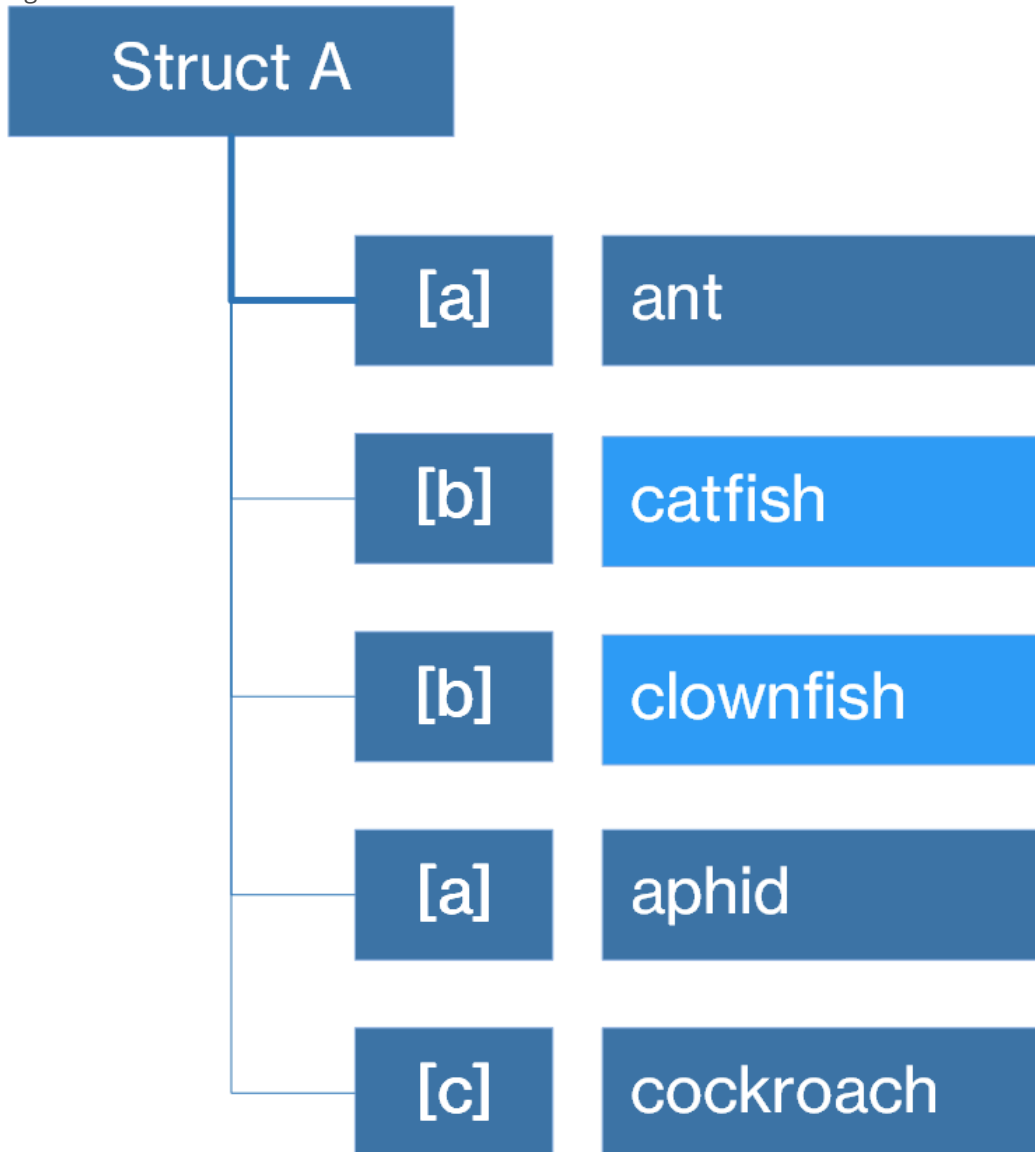 Struct A
[a] ant
[b] catfish
[b] clownfish
[a] aphid
[c] cockroach